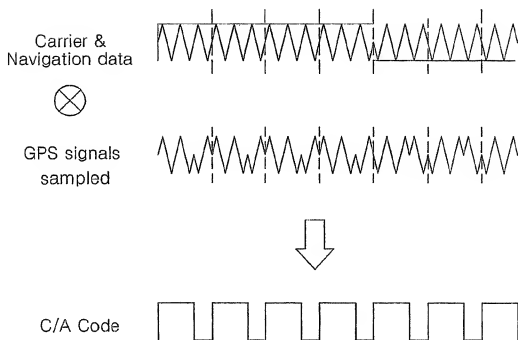 Carrier &
Navigation data
GPS signals
sampled
C/A Code